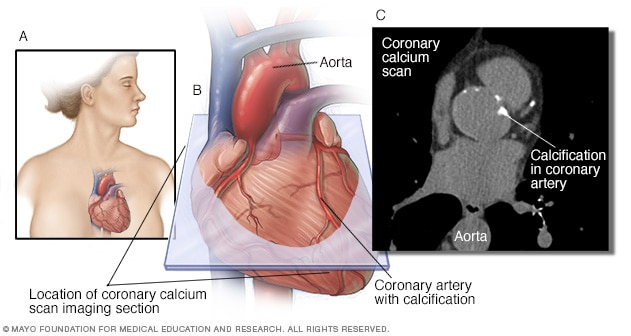 A
B
Aorta
C
Coronary
calcium
scan
Calcification
in coronary
artery
Aorta
Location of coronary calcium
scan imaging section
Coronary artery
with calcification
© MAYO FOUNDATION FOR MEDICAL EDUCATION AND RESEARCH. ALL RIGHTS RESERVED.